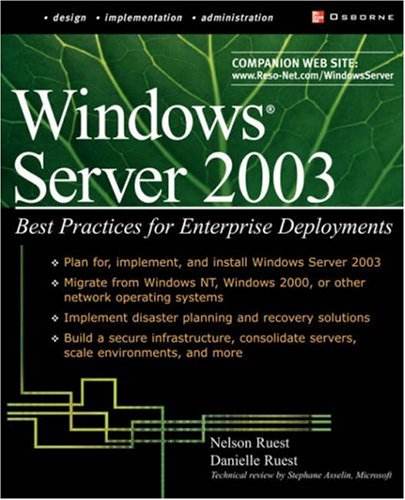 • design • implementation • administration
OSBORNE
COMPANION WEB SITE:
www.Reso-Net.com/WindowsServer
Windows®
Server 2003
Best Practices for Enterprise Deployments
Plan for, implement, and install Windows Server 2003
Migrate from Windows NT, Windows 2000, or other
network operating systems
Implement disaster planning and recovery solutions
Build a secure infrastructure, consolidate servers,
scale environments, and more
Nelson Ruest
Danielle Ruest
Technical review by Stephane Asselin, Microsoft